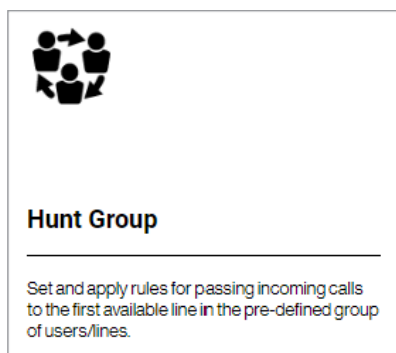 Hunt Group
Set and apply rules for passing incoming calls
to the first available line in the pre-defined group
of users/lines.